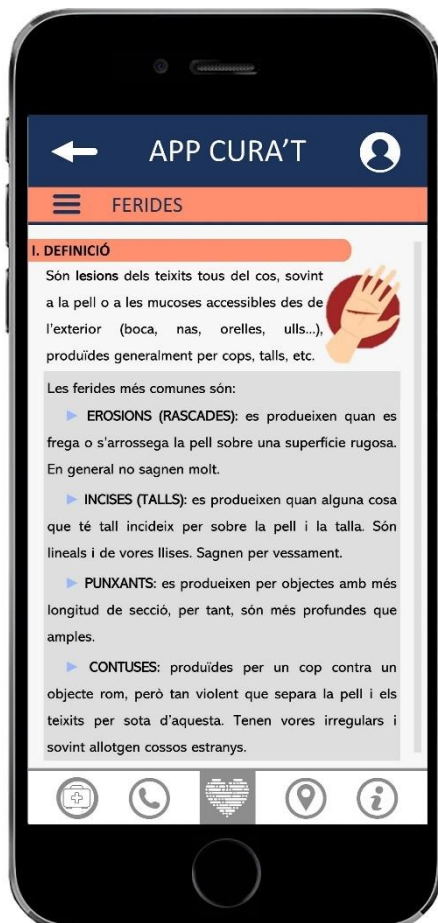 APP CURA'T
FERIDES
I. DEFINICIÓ
Són lesions dels teixits tous del cos, sovint
a la pell o a les mucoses accessibles des de
l'exterior (boca, nas, orelles, ulls...),
produïdes generalment per cops, talls, etc.
Les ferides més comunes són:
EROSIONS (RASCADES): es produeixen quan es
frega o s'arrossega la pell sobre una superfície rugosa.
En general no sagnen molt.
INCISES (TALLS): es produeixen quan alguna cosa
que té tall incideix per sobre la pell i la talla. Són
lineals i de vores llises. Sagnen per vessament.
PUNXANTS: es produeixen per objectes amb més
longitud de secció, per tant, són més profundes que
amples.
CONTUSES: produïdes per un cop contra un
objecte rom, però tan violent que separa la pell i els
teixits per sota d'aquesta. Tenen vores irregulars i
sovint allotgen cossos estranys.